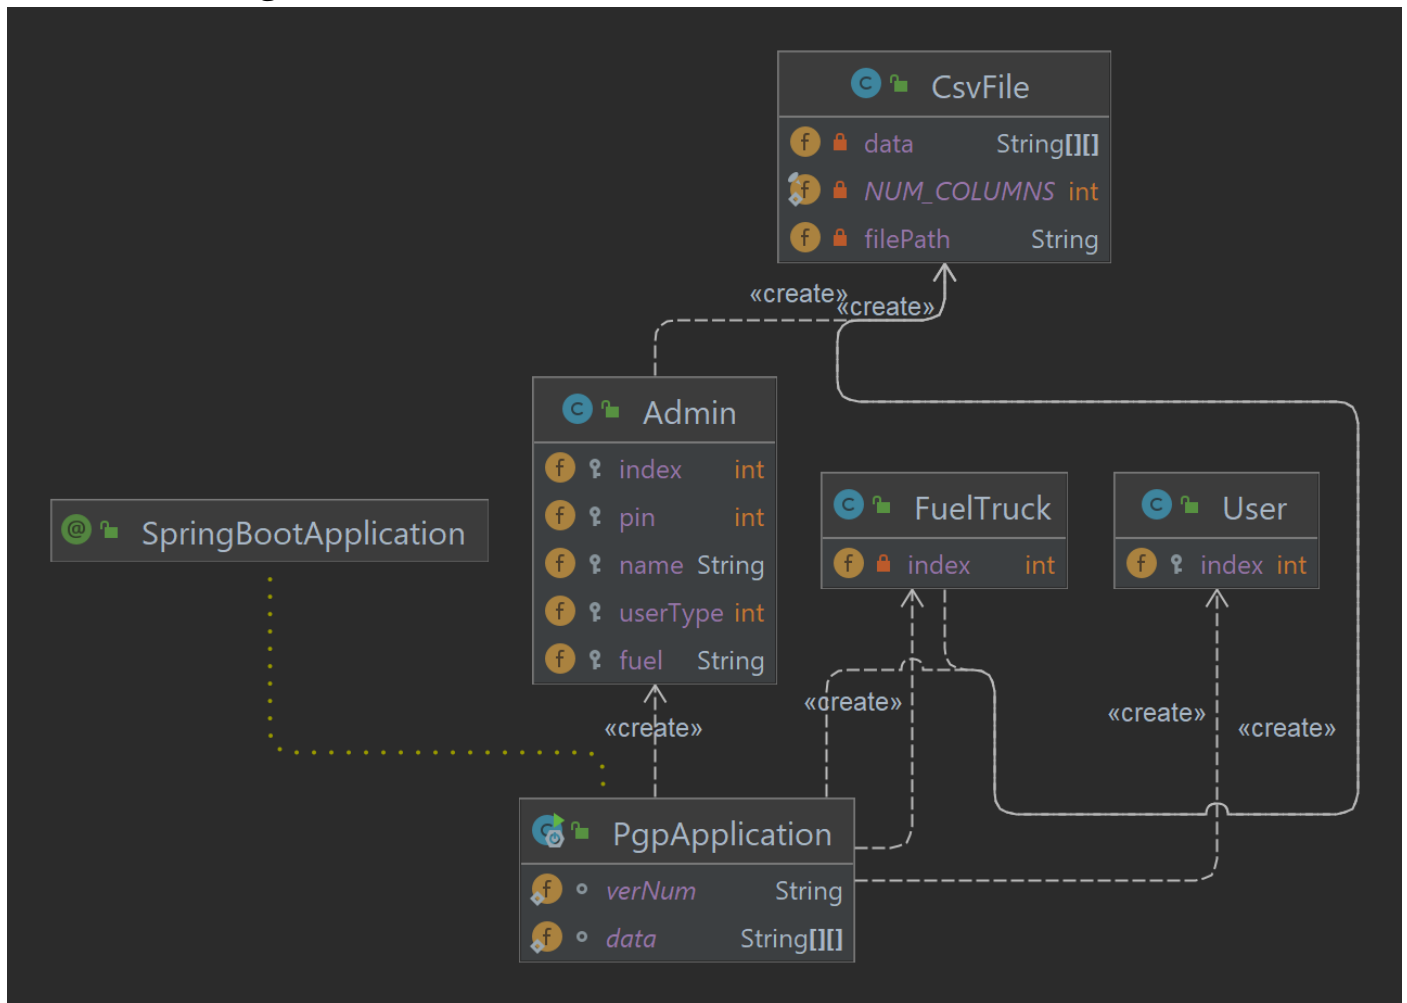 CsvFile
data String[][]
NUM_COLUMNS int
filePath String
«create»
«create»
Admin
index int
pin int
name String
userType int
fuel String
SpringBootApplication
FuelTruck
index int
User
index int
«create»
«create»
«create»
«create»
PgpApplication
verNum String
data String[][]